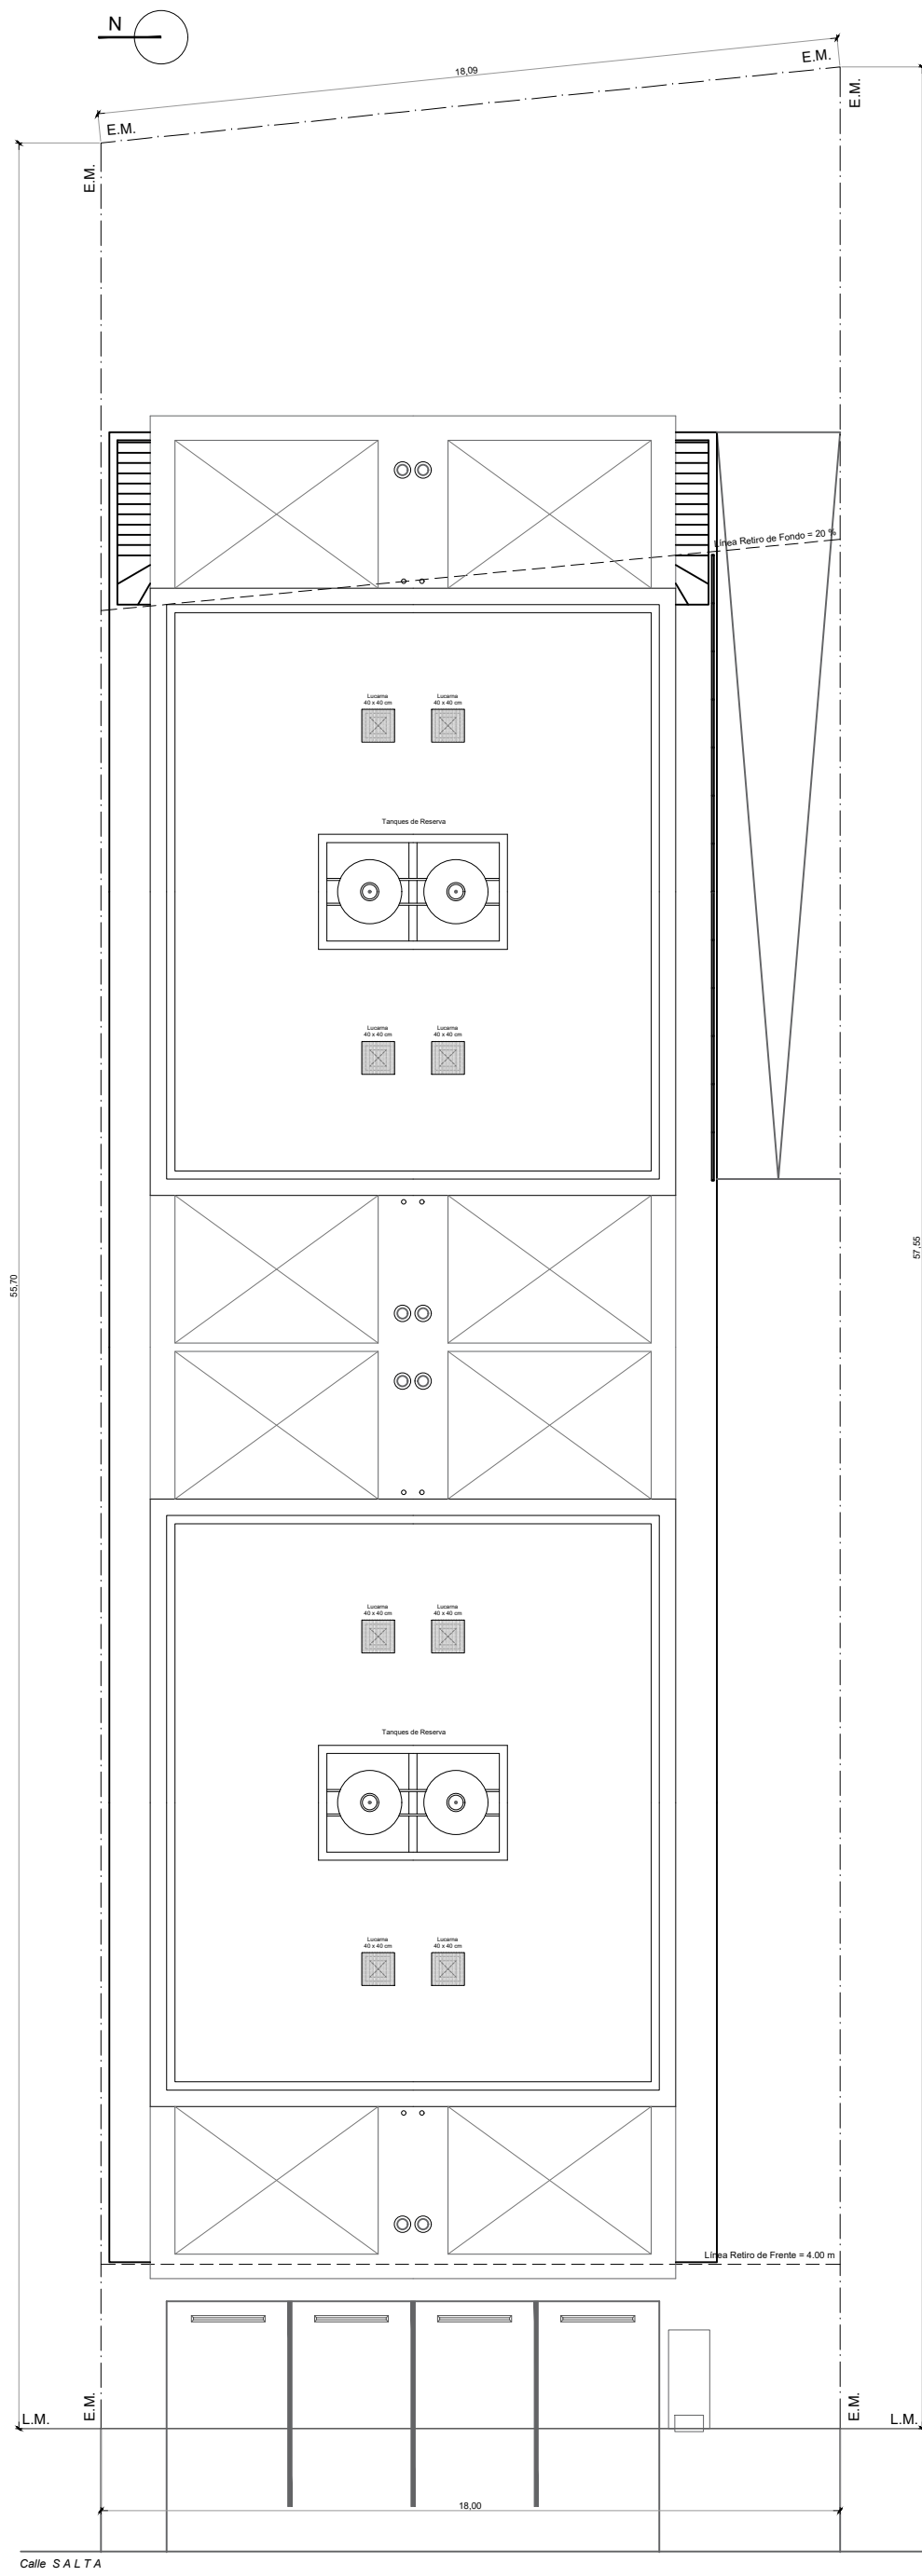 N
18,09
E.M.
E.M.
E.M.
E.M.
Línea Retiro de Fondo = 20 %
Lucarna
40 x 40 cm
Lucarna
40 x 40 cm
Tanques de Reserva
Lucarna
40 x 40 cm
Lucarna
40 x 40 cm
55,70
57,55
Lucarna
40 x 40 cm
Lucarna
40 x 40 cm
Tanques de Reserva
Lucarna
40 x 40 cm
Lucarna
40 x 40 cm
Línea Retiro de Frente = 4.00 m
E.M.
E.M.
L.M.
L.M.
18,00
Calle S A L T A